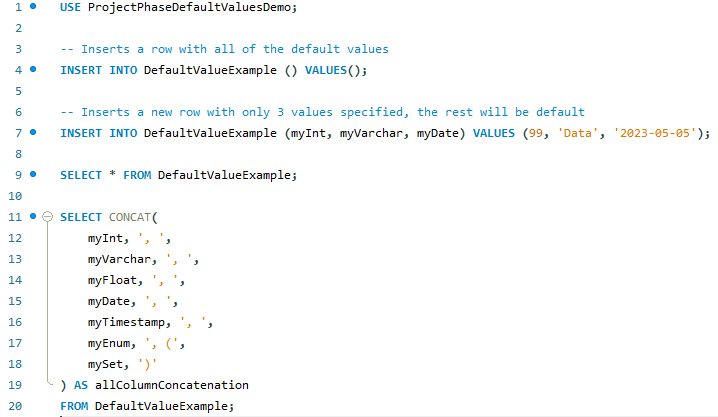 1 USE ProjectPhaseDefaultValuesDemo;
2
3 -- Inserts a row with all of the default values
4 INSERT INTO DefaultValueExample () VALUES();
5
6 -- Inserts a new row with only 3 values specified, the rest will be default
7 INSERT INTO DefaultValueExample (myInt, myVarchar, myDate) VALUES (99, 'Data', '2023-05-05');
8
9 SELECT * FROM DefaultValueExample;
10
11 SELECT CONCAT(
12 myInt, ', ',
13 myVarchar, ', ',
14 myFloat, ', ',
15 myDate, ', ',
16 myTimestamp, ', ',
17 myEnum, ', (',
18 mySet, ')'
19 ) AS allColumnConcatenation
20 FROM DefaultValueExample;